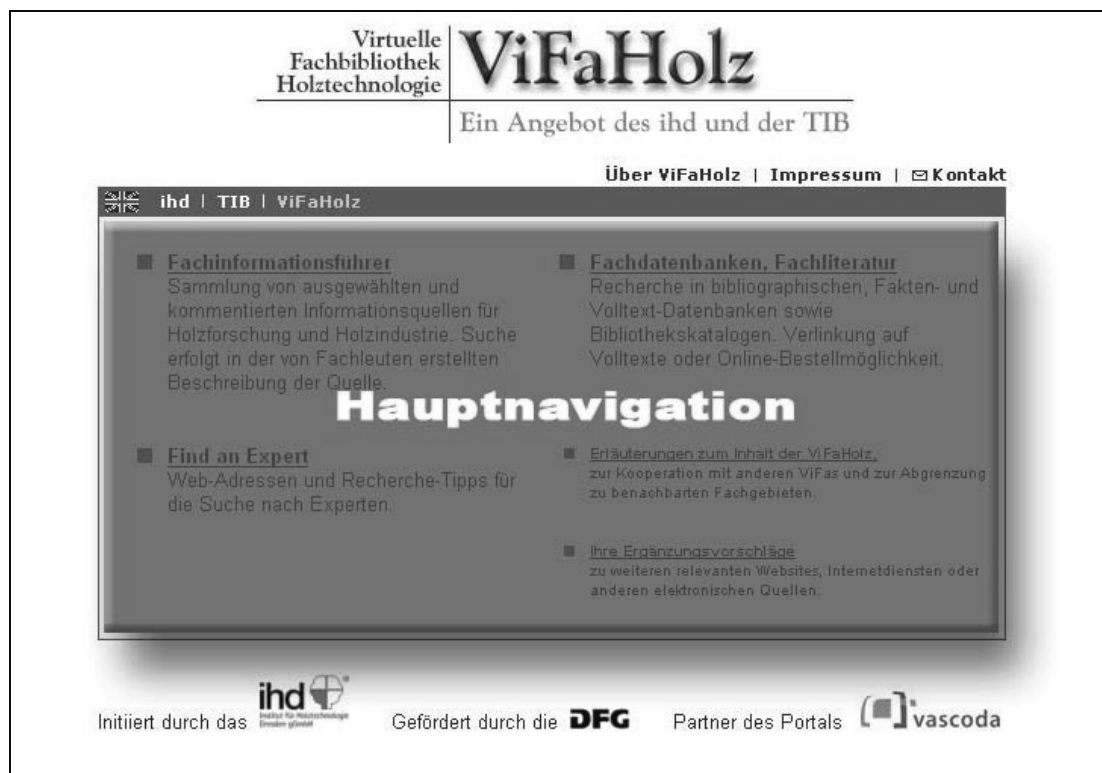 Virtuelle
Fachbibliothek
Holztechnologie
ViFaHolz
Ein Angebot des ihd und der TIB
Über ViFaHolz | Impressum | Kontakt
ihd | TIB | ViFaHolz
Fachinformationsführer
Sammlung von ausgewählten und
kommentierten Informationsquellen für
Holzforschung und Holzindustrie. Suche
erfolgt in der von Fachleuten erstellten
Beschreibung der Quelle.
Fachdatenbanken, Fachliteratur
Recherche in bibliographischen, Fakten- und
Volltext-Datenbanken sowie
Bibliothekskatalogen. Verlinkung auf
Volltexte oder Online-Bestellmöglichkeit.
Hauptnavigation
Find an Expert
Web-Adressen und Recherche-Tipps für
die Suche nach Experten.
Erläuterungen zum Inhalt der ViFaHolz,
zur Kooperation mit anderen ViFas und zur Abgrenzung
zu benachbarten Fachgebieten.
Ihre Ergänzungsvorschläge
zu weiteren relevanten Websites, Internetdiensten oder
anderen elektronischen Quellen.
Initiiert durch das ihd
Institut für Holztechnologie
Dresden gGmbH
Gefördert durch die DFG
Partner des Portals vascoda